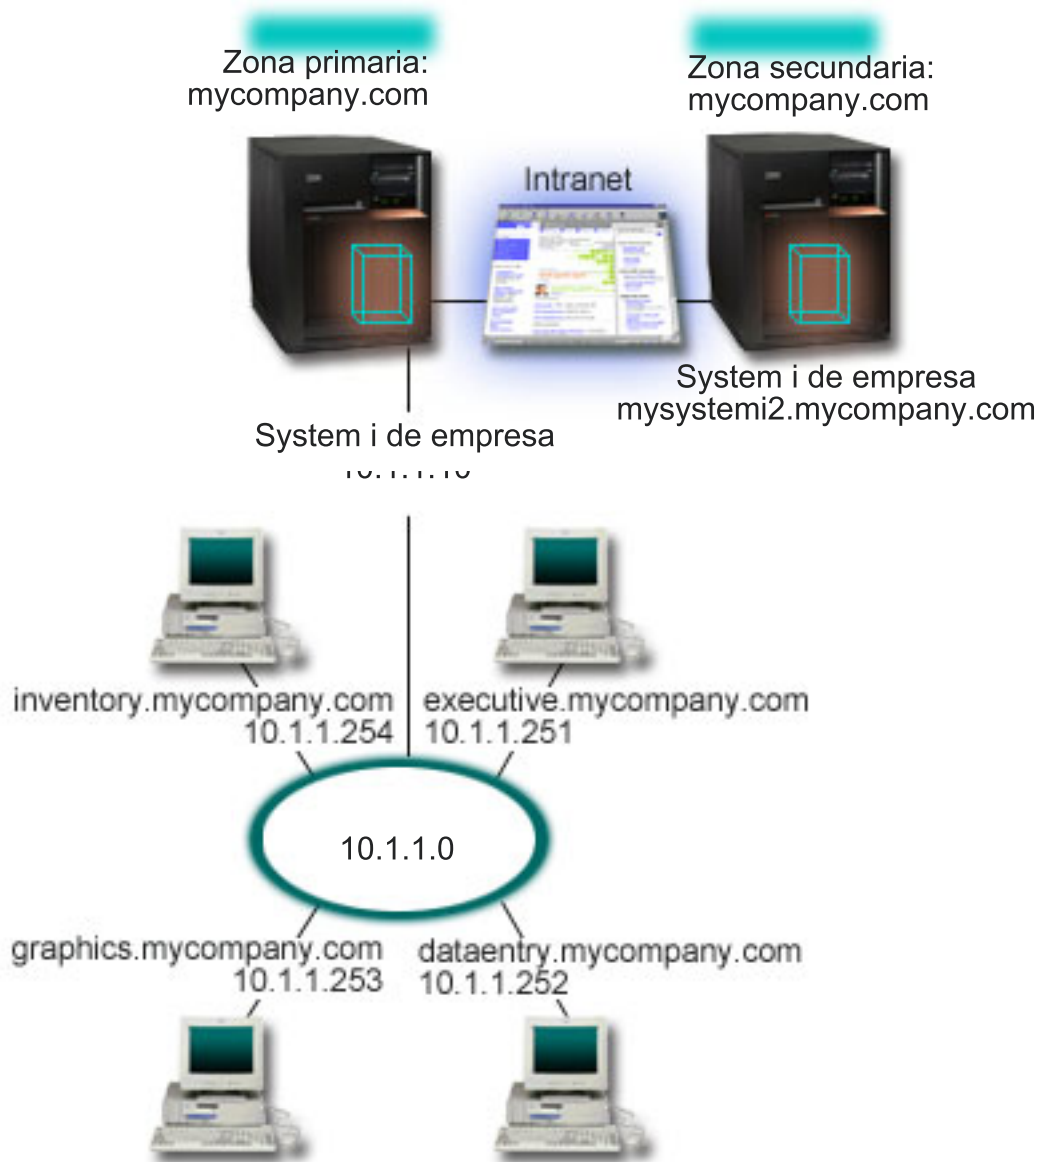 Zona primaria:
mycompany.com
Zona secundaria:
mycompany.com
Intranet
System i de empresa
mysystemi2.mycompany.com
System i de empresa
inventory.mycompany.com
10.1.1.254
executive.mycompany.com
10.1.1.251
10.1.1.0
graphics.mycompany.com
10.1.1.253
dataentry.mycompany.com
10.1.1.252